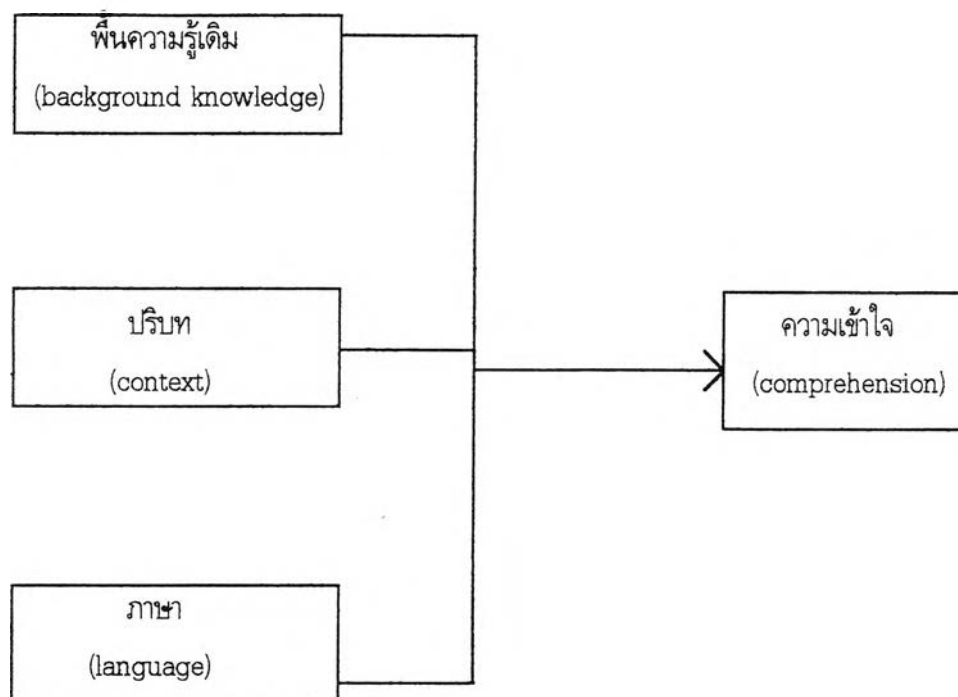 พื้นความรู้เดิม
(background knowledge)
ปริบท
(context)
ภาษา
(language)
ความเข้าใจ
(comprehension)